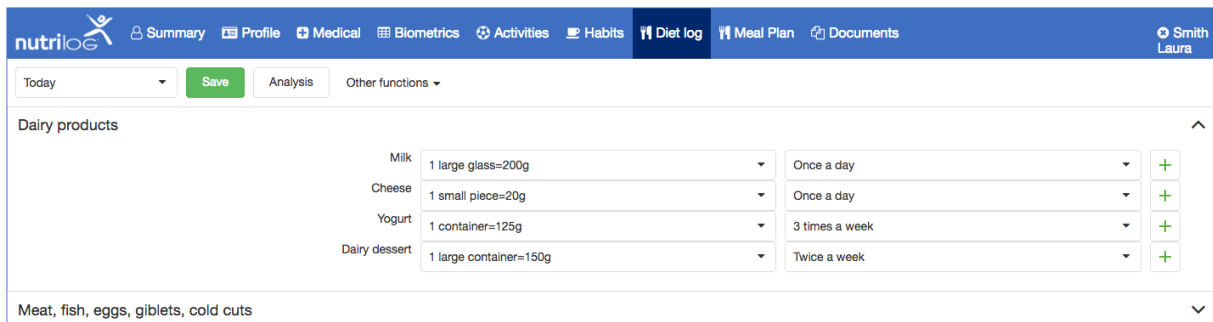 nutrilog Summary Profile Medical Biometrics Activities Habits Diet log Meal Plan Documents Smith
Laura
Today Save Analysis Other functions
Dairy products
Milk 1 large glass=200g Once a day
Cheese 1 small piece=20g Once a day
Yogurt 1 container=125g 3 times a week
Dairy dessert 1 large container=150g Twice a week
Meat, fish, eggs, giblets, cold cuts